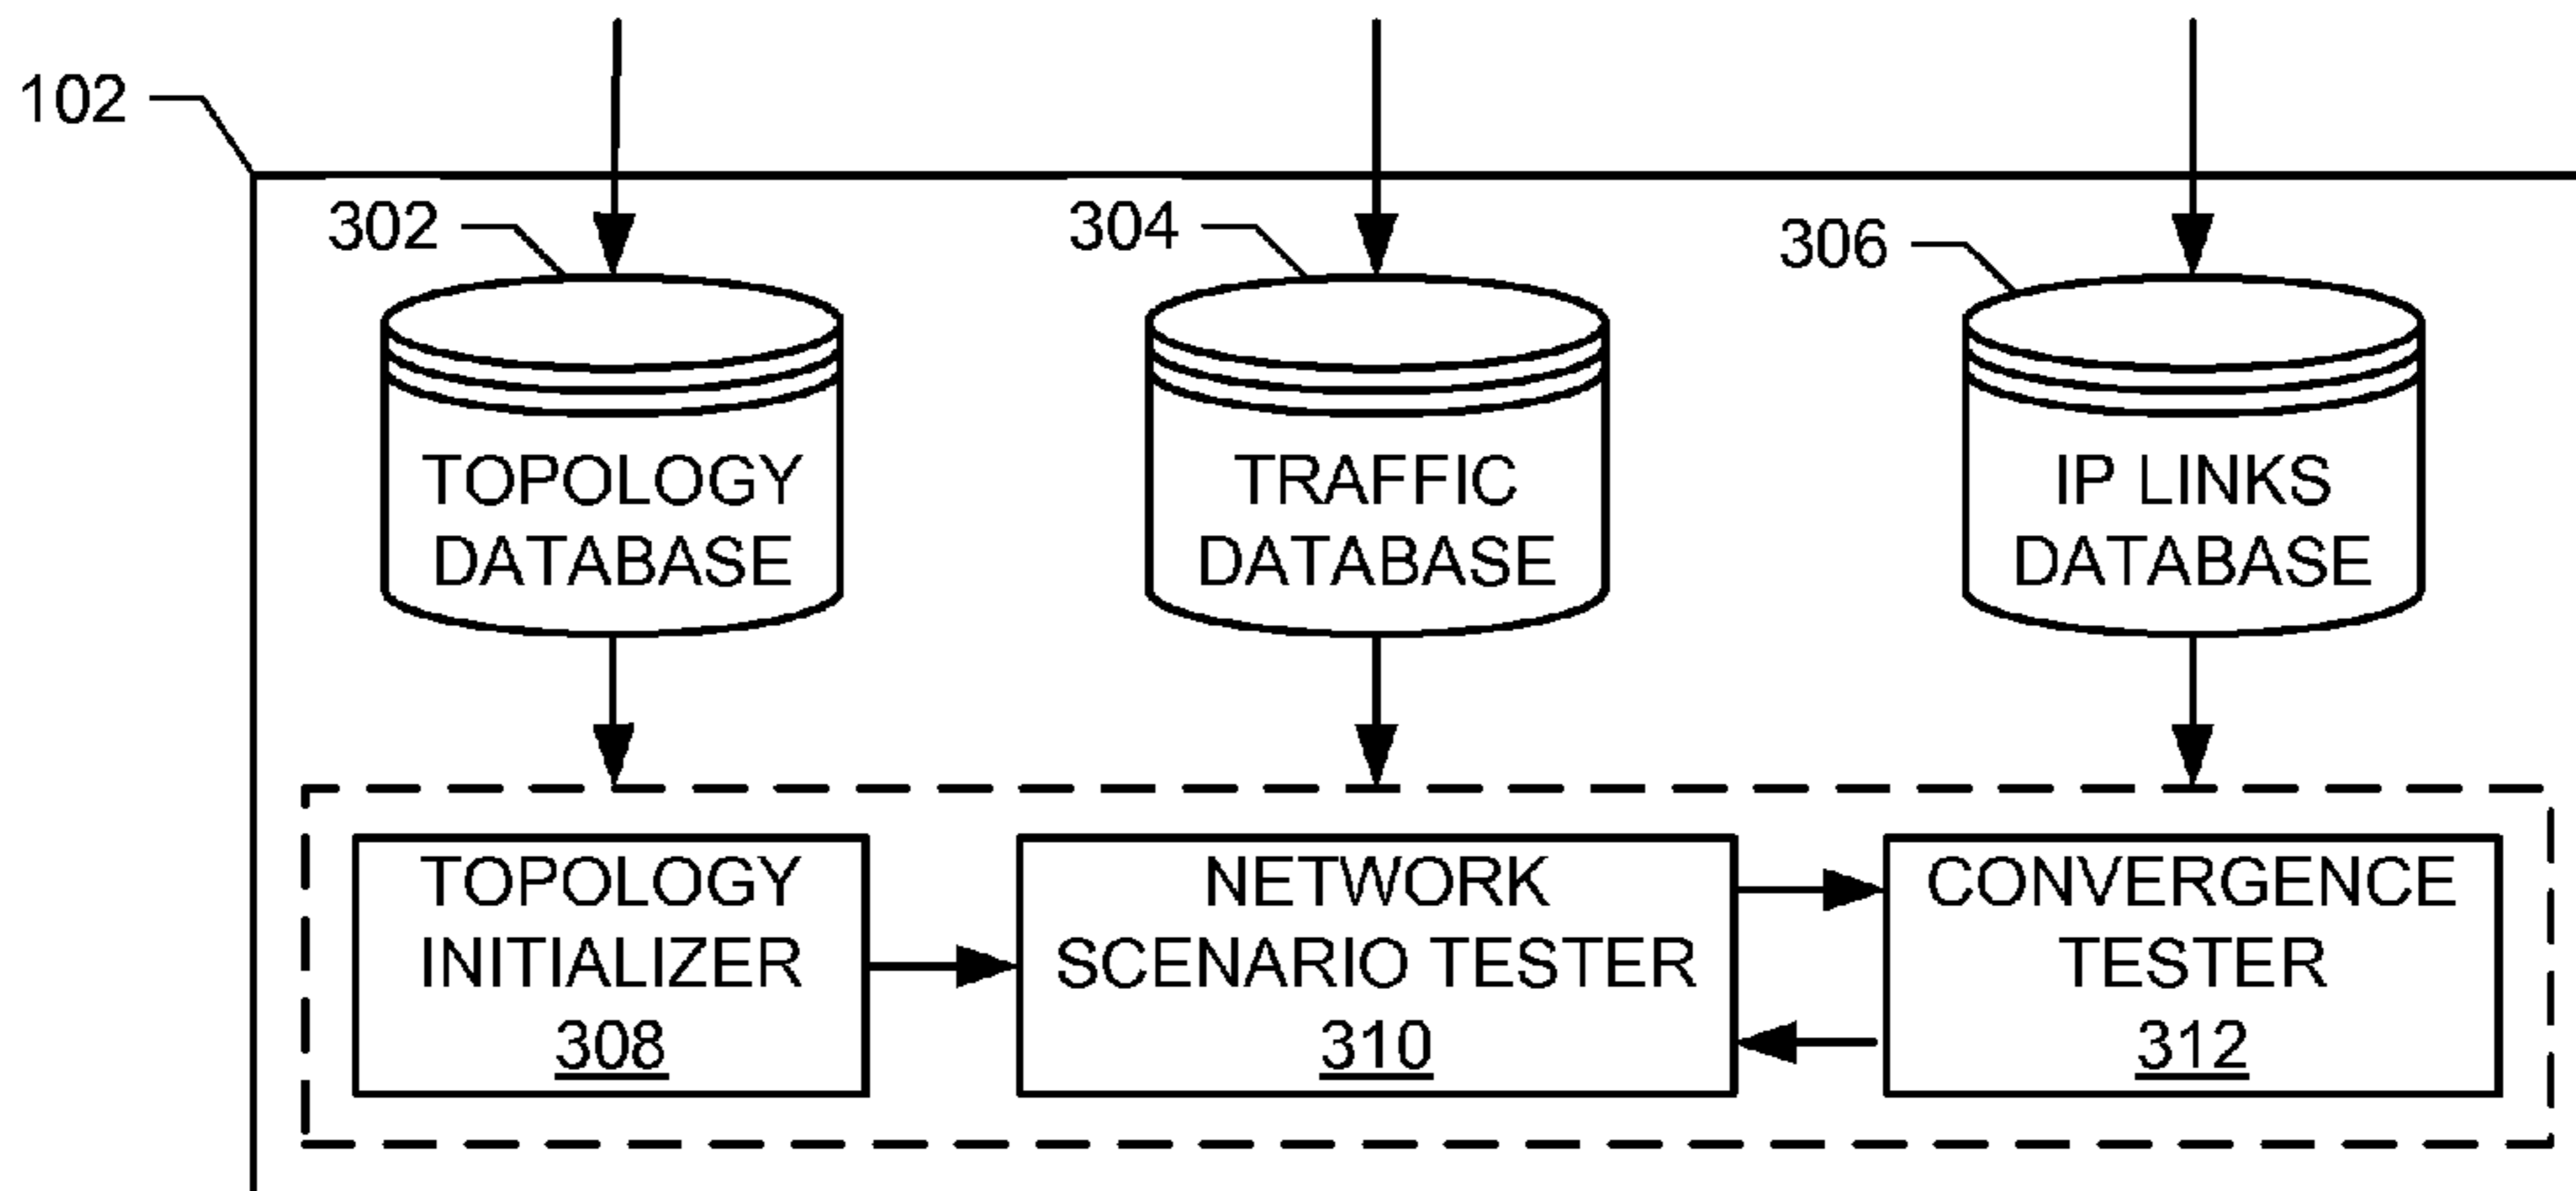 102
302
304
306
TOPOLOGY
DATABASE
TRAFFIC
DATABASE
IP LINKS
DATABASE
TOPOLOGY
INITIALIZER
308
NETWORK
SCENARIO TESTER
310
CONVERGENCE
TESTER
312